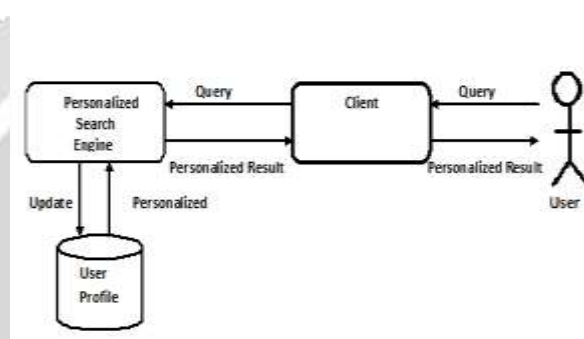 Personalized
Search
Engine
Query
Client
Query
Personalized Result
Personalized Result
User
Update
Personalized
User
Profile